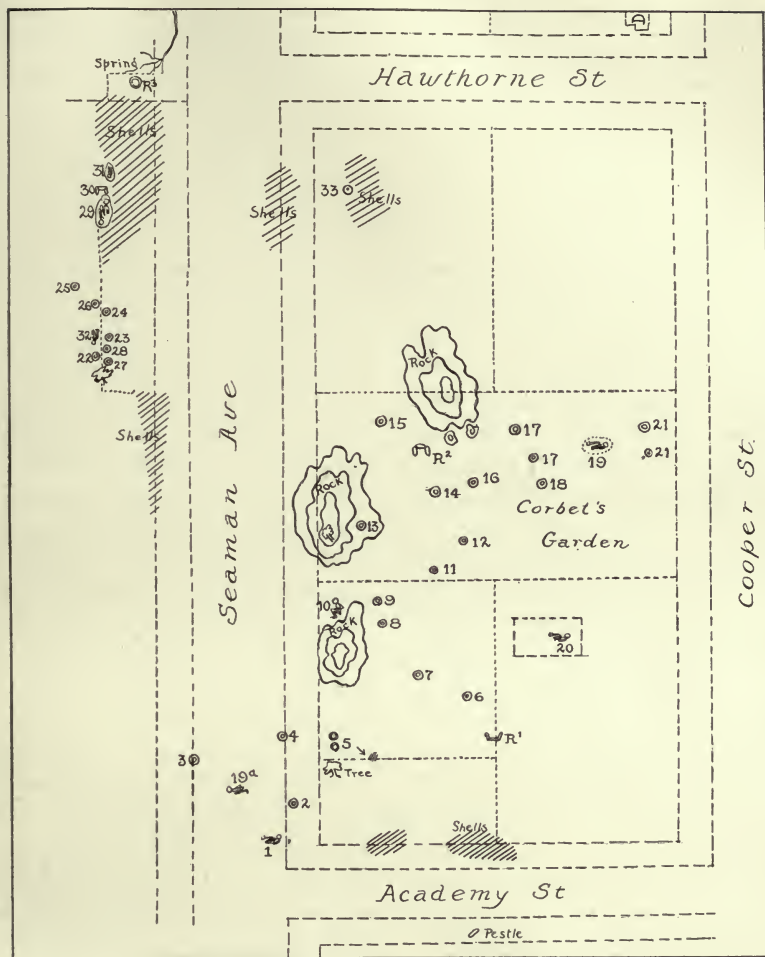 Spring
R³
Hawthorne St
Shells
31
30
29
Shells
33
Shells
25
26
24
32
23
28
22
27
Shells
Seaman Ave
Rock
15
R²
17
21
17
19
21
16
18
14
Rock
13
Corbet's
Garden
12
11
Cooper St.
10
9
8
Rock
20
7
6
4
5
R¹
3
Tree
19ª
2
1
Shells
Academy St
Pestle